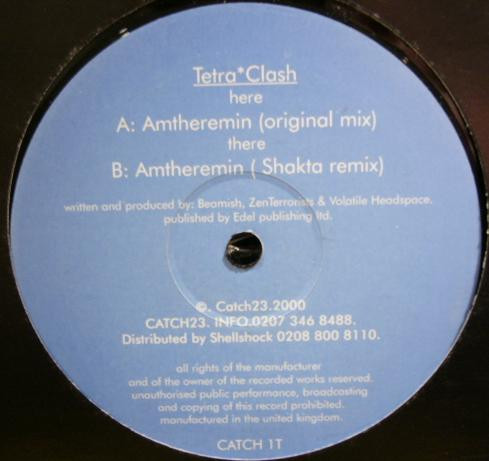 Tetra*Clash
here
A: Amtheremin (original mix)
there
B: Amtheremin ( Shakta remix)
written and produced by: Beamish, ZenTerrorists & Volatile Headspace.
published by Edel publishing ltd.
©. Catch23.2000
CATCH23. INFO.0207 346 8488.
Distributed by Shellshock 0208 800 8110.
all rights of the manufacturer
and of the owner of the recorded works reserved.
unauthorised public performance, broadcasting
and copying of this record prohibited.
manufactured in the united kingdom.
CATCH 1T